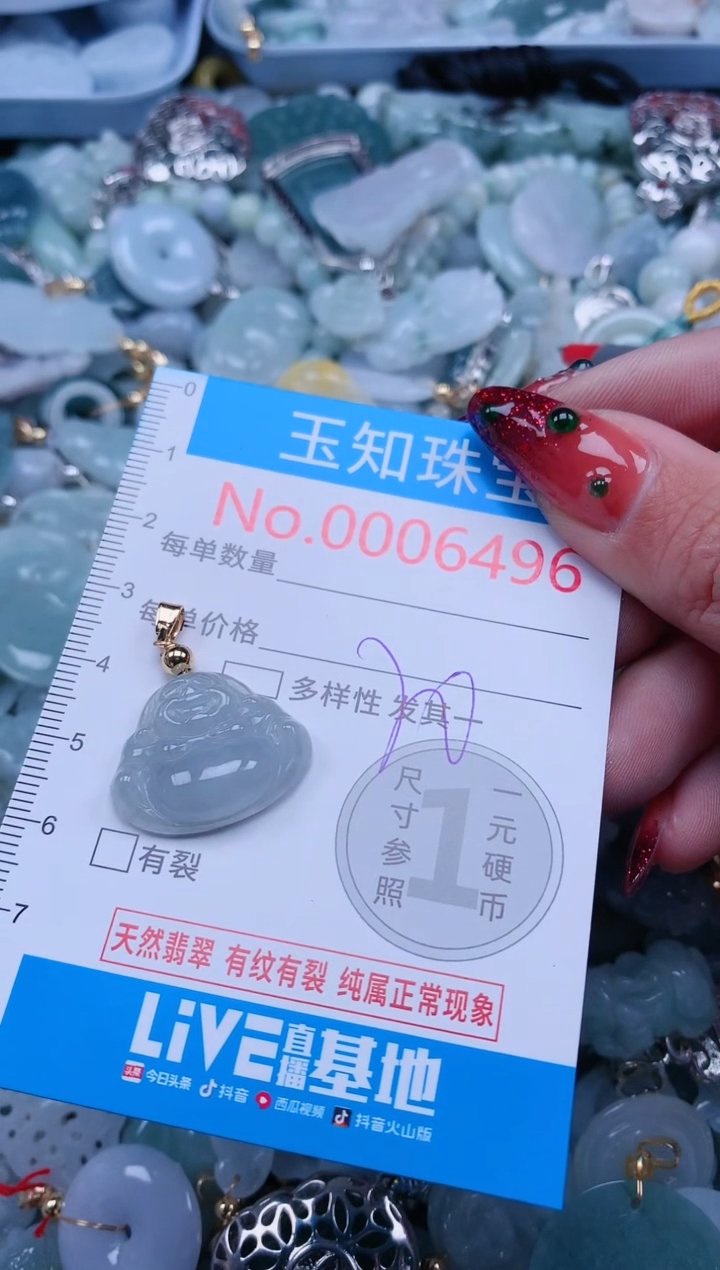 玉知珠宝
No.0006496
每单数量
每单价格
多样性 发其一
尺寸参照
1
一元硬币
有裂
天然翡翠 有纹有裂 纯属正常现象
LiVE直播基地
头条 今日头条 抖音 西瓜视频 抖音火山版
0
1
2
3
4
5
6
7